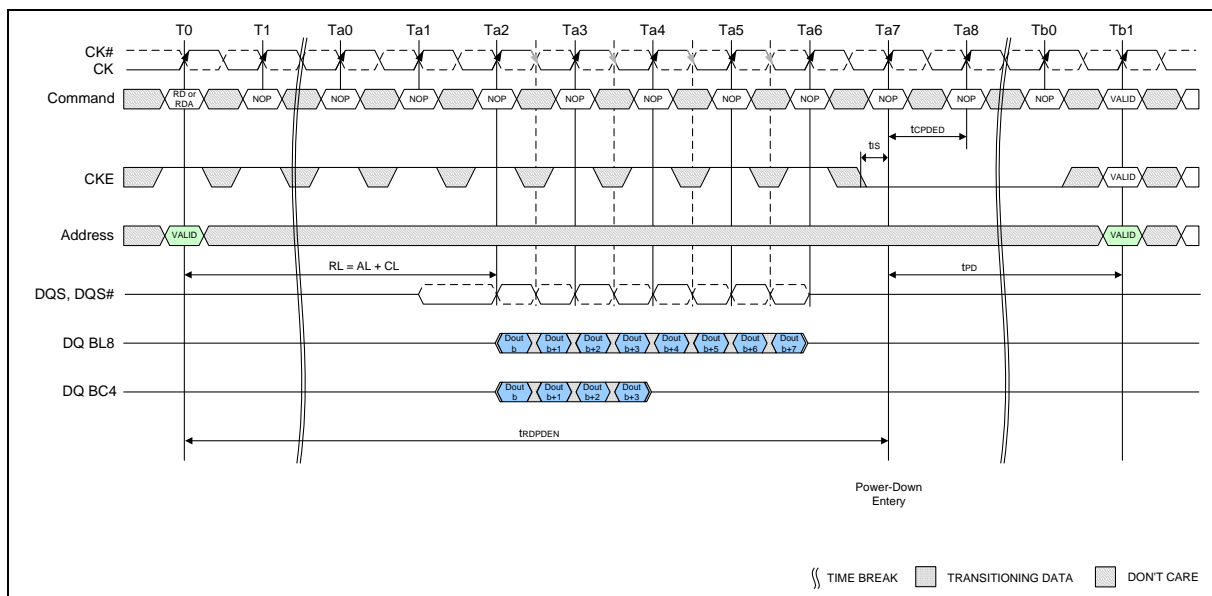 T0 T1 Ta0 Ta1 Ta2 Ta3 Ta4 Ta5 Ta6 Ta7 Ta8 Tb0 Tb1
CK#
CK
Command
RD or
RDA
NOP NOP NOP NOP NOP NOP NOP NOP NOP NOP NOP VALID
tCPDED
tIS
CKE
VALID
Address
VALID VALID
RL = AL + CL
tPD
DQS, DQS#
DQ BL8
Dout
b
Dout
b+1
Dout
b+2
Dout
b+3
Dout
b+4
Dout
b+5
Dout
b+6
Dout
b+7
DQ BC4
Dout
b
Dout
b+1
Dout
b+2
Dout
b+3
tRDPDEN
Power-Down
Entery
TIME BREAK TRANSITIONING DATA DON'T CARE